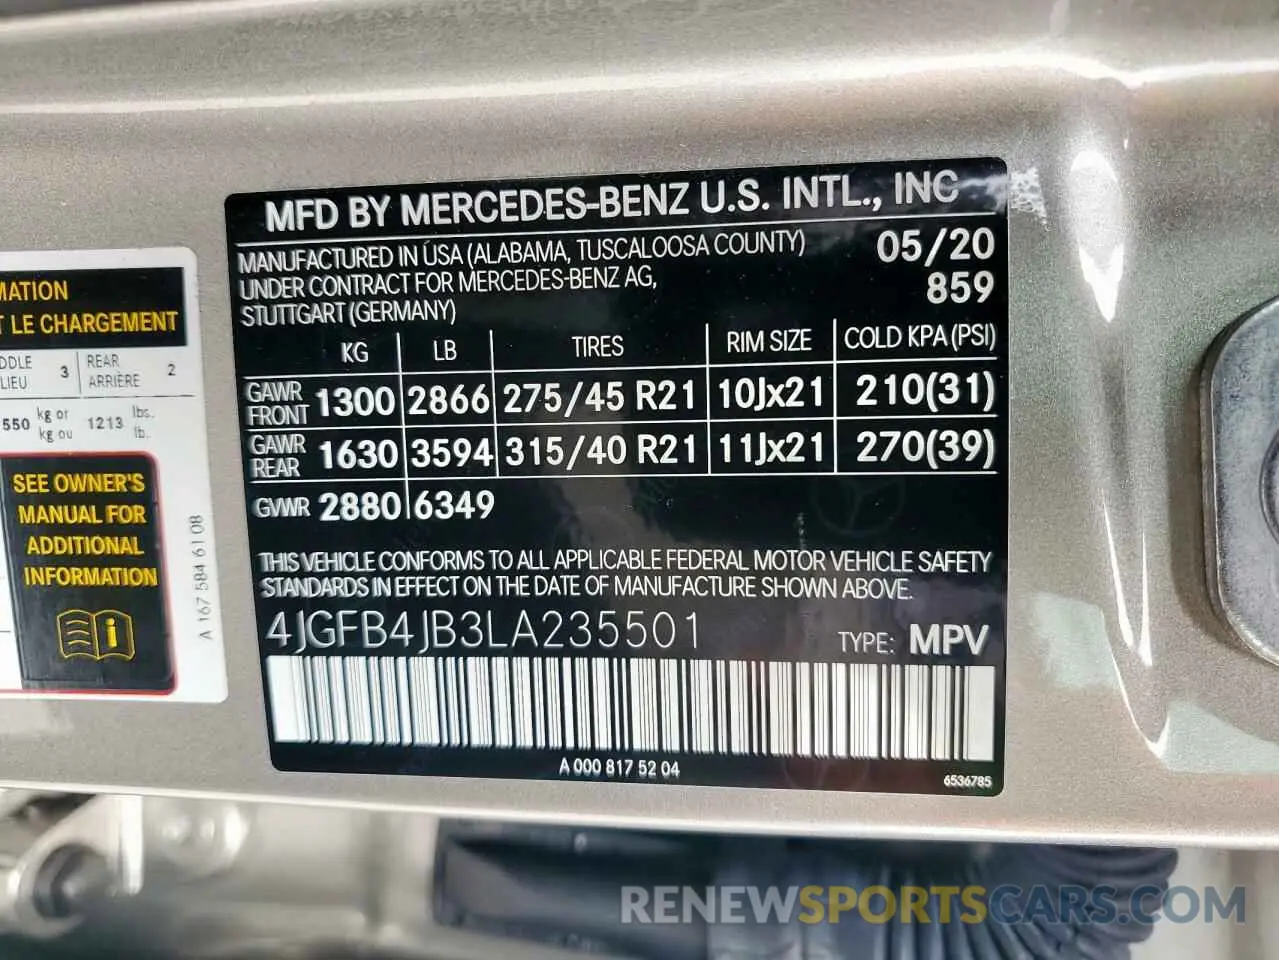 MFD BY MERCEDES-BENZ U.S. INTL., INC
MANUFACTURED IN USA (ALABAMA, TUSCALOOSA COUNTY) 05/20
UNDER CONTRACT FOR MERCEDES-BENZ AG, 859
STUTTGART (GERMANY)
KG LB TIRES RIM SIZE COLD KPA (PSI)
GAWR FRONT 1300 2866 275/45 R21 10Jx21 210(31)
GAWR REAR 1630 3594 315/40 R21 11Jx21 270(39)
GVWR 2880 6349
THIS VEHICLE CONFORMS TO ALL APPLICABLE FEDERAL MOTOR VEHICLE SAFETY
STANDARDS IN EFFECT ON THE DATE OF MANUFACTURE SHOWN ABOVE.
4JGFB4JB3LA235501 TYPE: MPV
A 000 817 52 04
6536785
LE CHARGEMENT
3 REAR 2
ARRIÈRE
550 kg or 1213 lbs.
kg ou lb.
SEE OWNER'S
MANUAL FOR
ADDITIONAL
INFORMATION
i
A 167 584 61 08
RENEWSPORTSCARS.COM